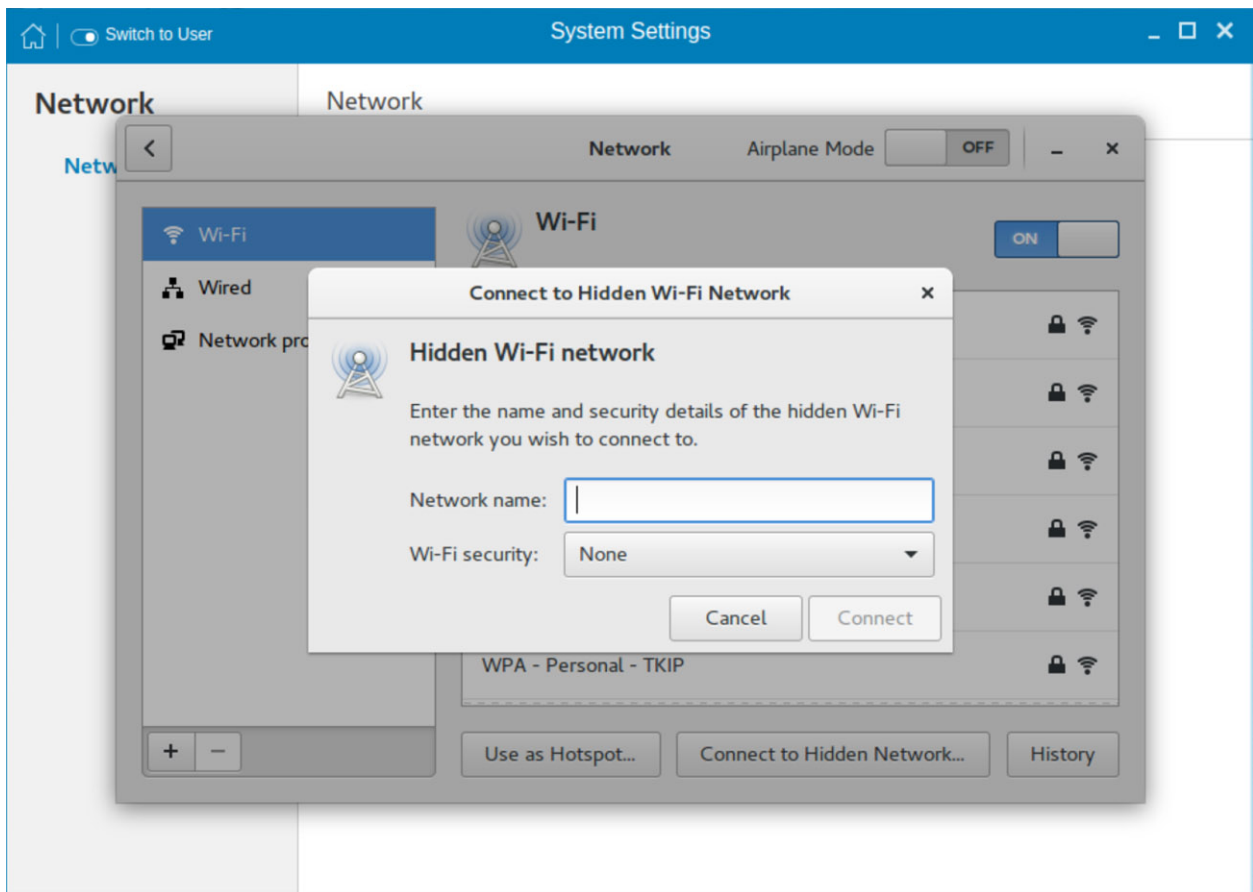 Switch to User
System Settings
Network
Network
Netw
Network
Airplane Mode
OFF
Wi-Fi
Wired
Network pro
Wi-Fi
ON
Connect to Hidden Wi-Fi Network
Hidden Wi-Fi network
Enter the name and security details of the hidden Wi-Fi
network you wish to connect to.
Network name:
Wi-Fi security:
None
Cancel
Connect
WPA - Personal - TKIP
Use as Hotspot...
Connect to Hidden Network...
History